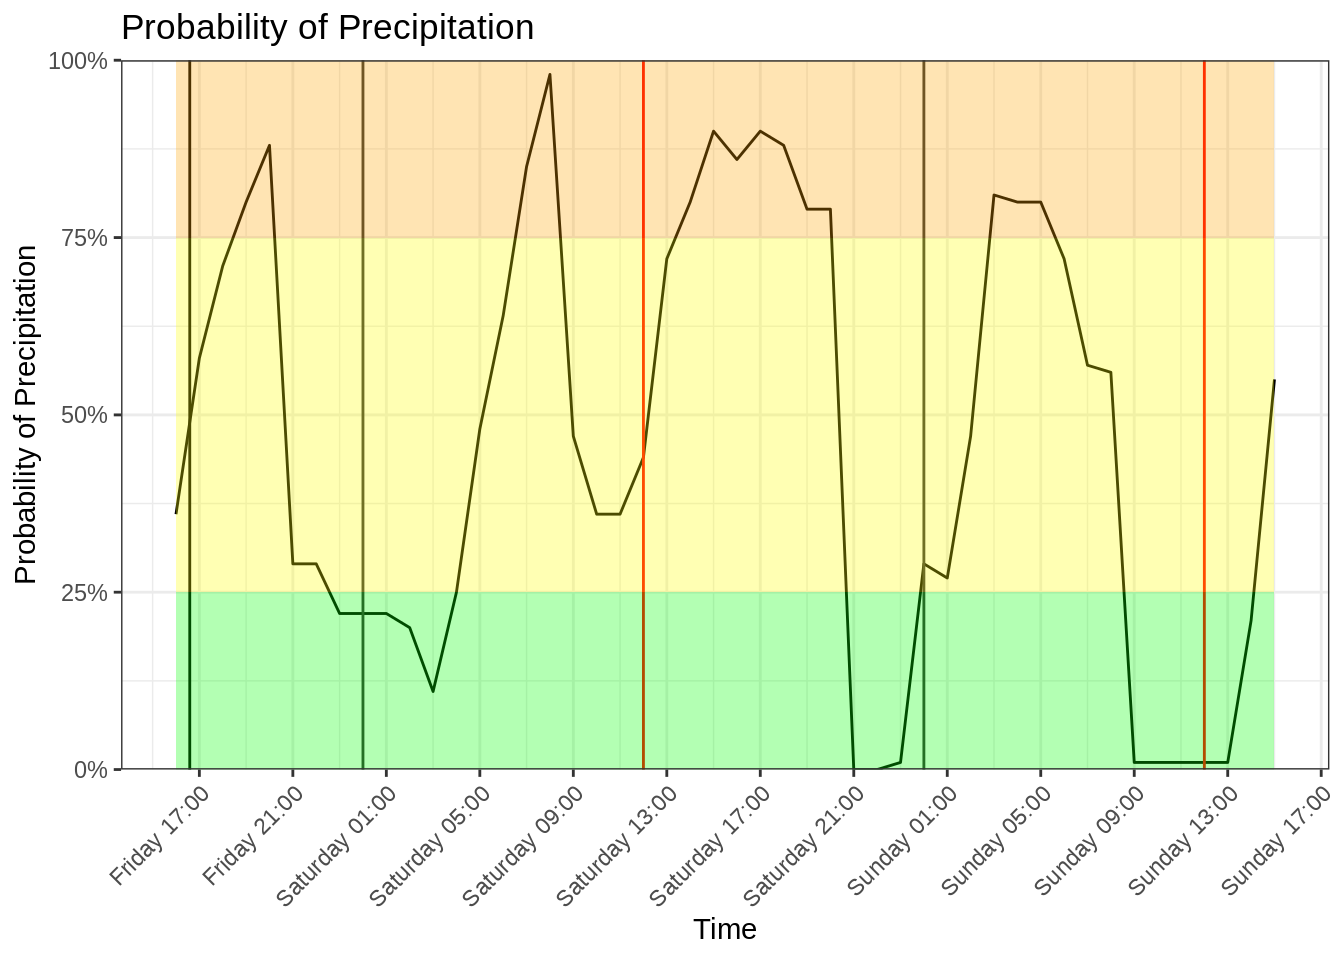 Probability of Precipitation
Probability of Precipitation
100%
75%
50%
25%
0%
Friday 17:00
Friday 21:00
Saturday 01:00
Saturday 05:00
Saturday 09:00
Saturday 13:00
Saturday 17:00
Saturday 21:00
Sunday 01:00
Sunday 05:00
Sunday 09:00
Sunday 13:00
Sunday 17:00
Time